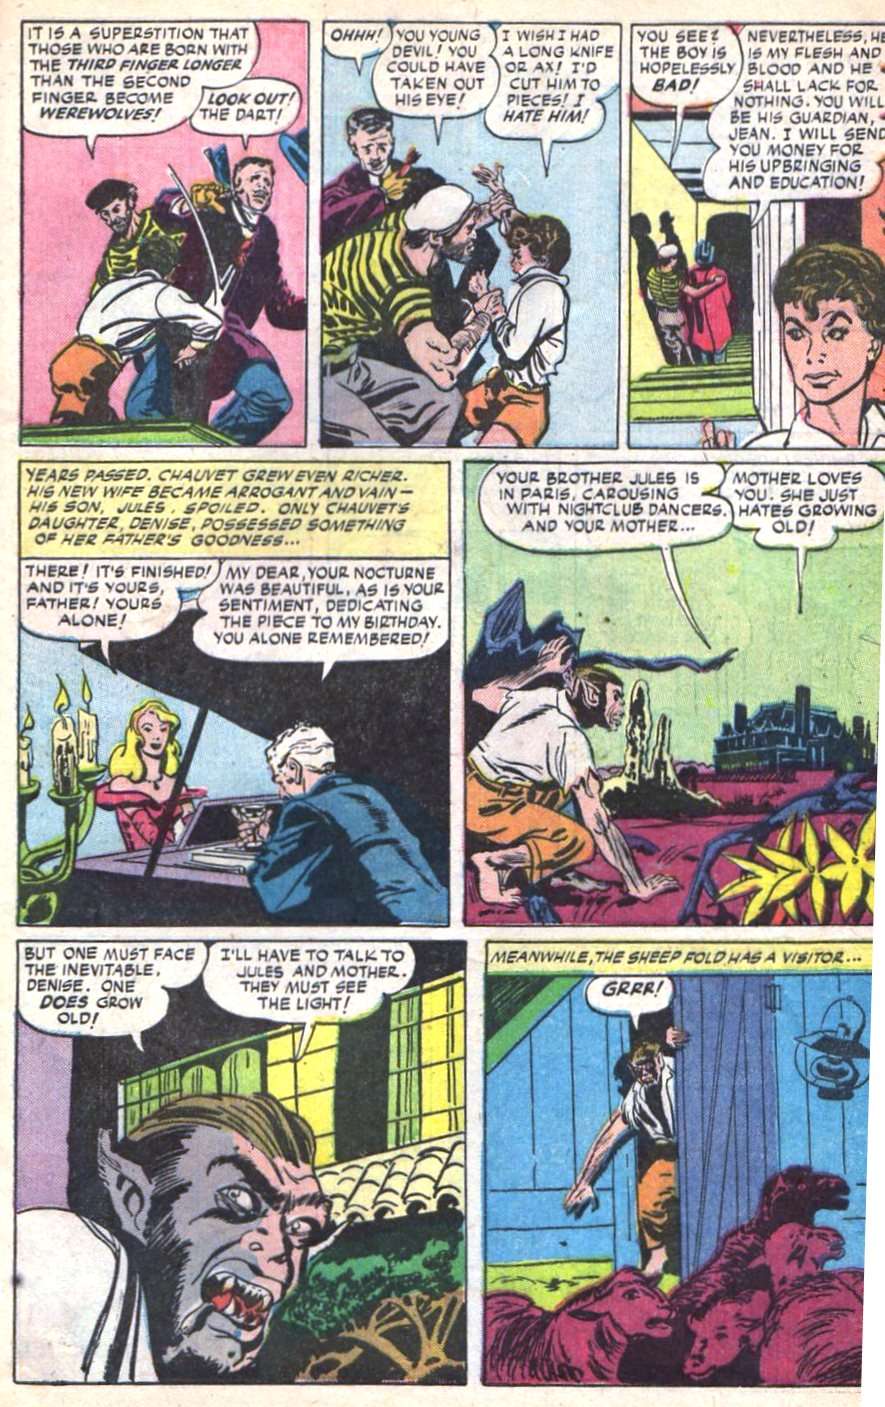 IT IS A SUPERSTITION THAT
THOSE WHO ARE BORN WITH
THE THIRD FINGER LONGER
THAN THE SECOND
FINGER BECOME
WEREWOLVES!
LOOK OUT!
THE DART!
OHHH!
YOU YOUNG
DEVIL! YOU
COULD HAVE
TAKEN OUT
HIS EYE!
I WISH I HAD
A LONG KNIFE
OR AX! I'D
CUT HIM TO
PIECES! I
HATE HIM!
YOU SEE?
THE BOY IS
HOPELESSLY
BAD!
NEVERTHELESS, HE
IS MY FLESH AND
BLOOD AND HE
SHALL LACK FOR
NOTHING. YOU WILL
BE HIS GUARDIAN,
JEAN. I WILL SEND
YOU MONEY FOR
HIS UPBRINGING
AND EDUCATION!
YEARS PASSED. CHAUVET GREW EVEN RICHER.
HIS NEW WIFE BECAME ARROGANT AND VAIN—
HIS SON, JULES, SPOILED. ONLY CHAUVET'S
DAUGHTER, DENISE, POSSESSED SOMETHING
OF HER FATHER'S GOODNESS...
THERE! IT'S FINISHED!
AND IT'S YOURS,
FATHER! YOURS
ALONE!
MY DEAR, YOUR NOCTURNE
WAS BEAUTIFUL, AS IS YOUR
SENTIMENT, DEDICATING
THE PIECE TO MY BIRTHDAY.
YOU ALONE REMEMBERED!
YOUR BROTHER JULES IS
IN PARIS, CAROUSING
WITH NIGHTCLUB DANCERS.
AND YOUR MOTHER...
MOTHER LOVES
YOU. SHE JUST
HATES GROWING
OLD!
BUT ONE MUST FACE
THE INEVITABLE,
DENISE. ONE
DOES GROW
OLD!
I'LL HAVE TO TALK TO
JULES AND MOTHER.
THEY MUST SEE
THE LIGHT!
MEANWHILE, THE SHEEP FOLD HAS A VISITOR...
GRRR!